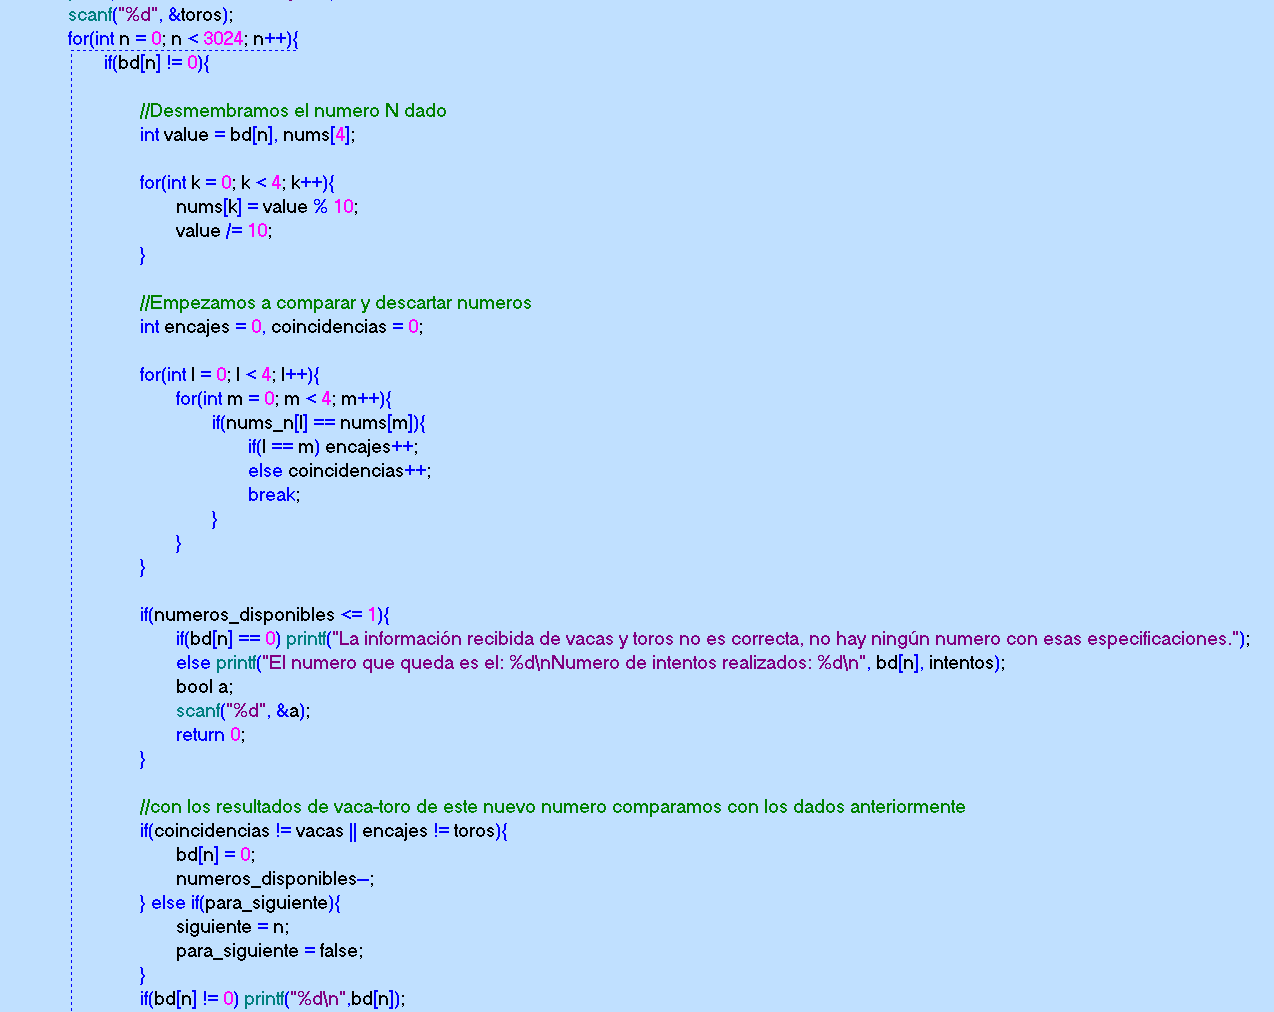 scanf("%d", &toros);
for(int n = 0; n < 3024; n++){
if(bd[n] != 0){
//Desmembramos el numero N dado
int value = bd[n], nums[4];
for(int k = 0; k < 4; k++){
nums[k] = value % 10;
value /= 10;
}
//Empezamos a comparar y descartar numeros
int encajes = 0, coincidencias = 0;
for(int l = 0; l < 4; l++){
for(int m = 0; m < 4; m++){
if(nums_n[l] == nums[m]){
if(l == m) encajes++;
else coincidencias++;
break;
}
}
}
if(numeros_disponibles <= 1){
if(bd[n] == 0) printf("La información recibida de vacas y toros no es correcta, no hay ningún numero con esas especificaciones.");
else printf("El numero que queda es el: %d\nNumero de intentos realizados: %d\n", bd[n], intentos);
bool a;
scanf("%d", &a);
return 0;
}
//con los resultados de vaca-toro de este nuevo numero comparamos con los dados anteriormente
if(coincidencias != vacas || encajes != toros){
bd[n] = 0;
numeros_disponibles--;
} else if(para_siguiente){
siguiente = n;
para_siguiente = false;
}
if(bd[n] != 0) printf("%d\n",bd[n]);